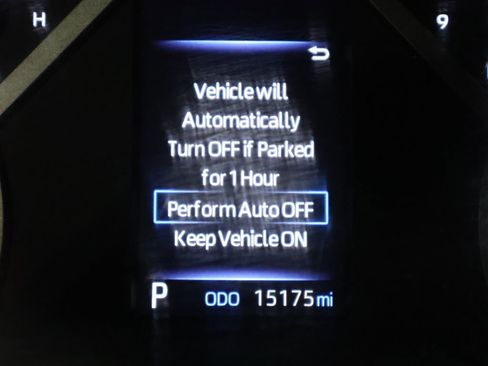 H
9
Vehicle will
Automatically
Turn OFF if Parked
for 1 Hour
Perform Auto OFF
Keep Vehicle ON
P ODO 15175 mi